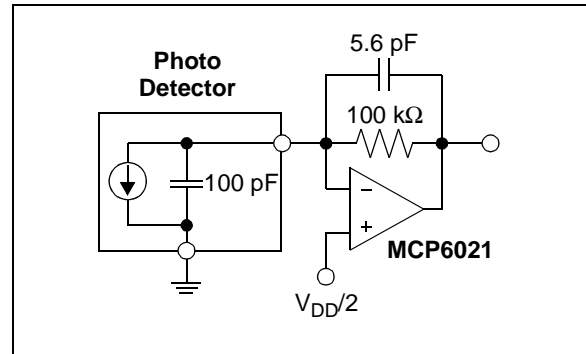 5.6 pF
Photo
Detector
100 kΩ
100 pF
–
+
MCP6021
V_DD/2